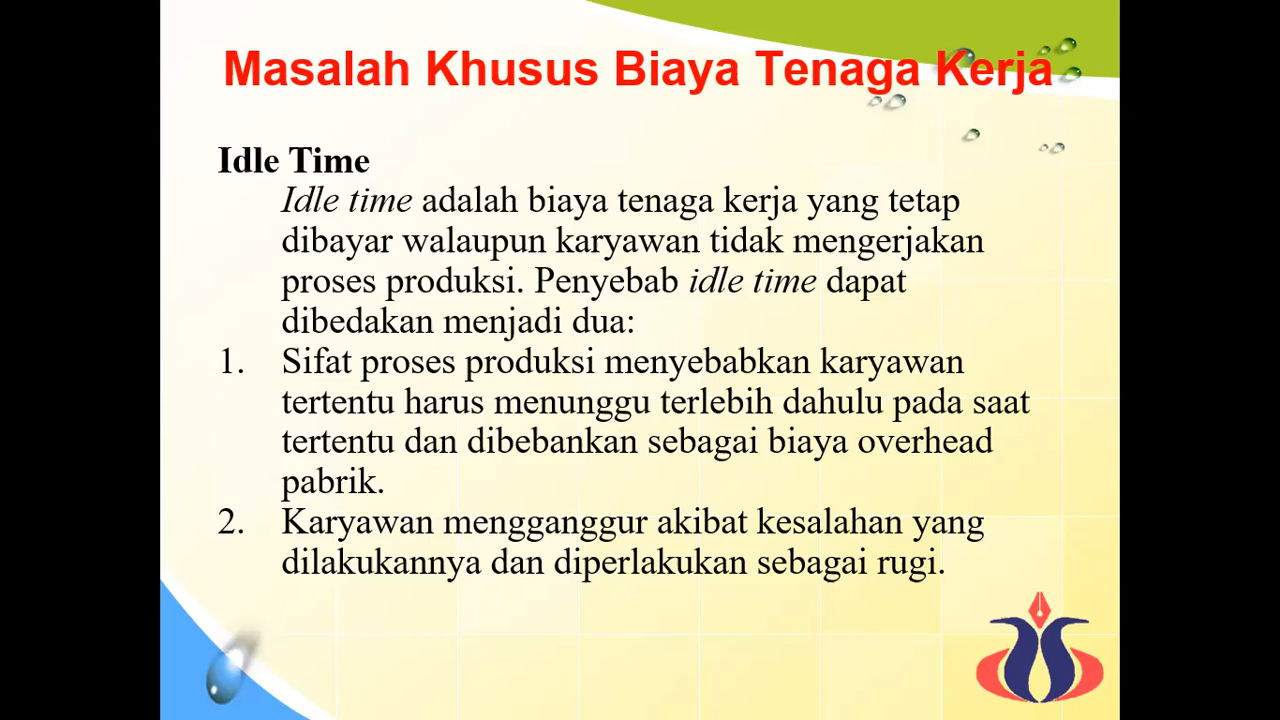 Masalah Khusus Biaya Tenaga Kerja
Idle Time
Idle time adalah biaya tenaga kerja yang tetap
dibayar walaupun karyawan tidak mengerjakan
proses produksi. Penyebab idle time dapat
dibedakan menjadi dua:
1. Sifat proses produksi menyebabkan karyawan
tertentu harus menunggu terlebih dahulu pada saat
tertentu dan dibebankan sebagai biaya overhead
pabrik.
2. Karyawan mengganggur akibat kesalahan yang
dilakukannya dan diperlakukan sebagai rugi.